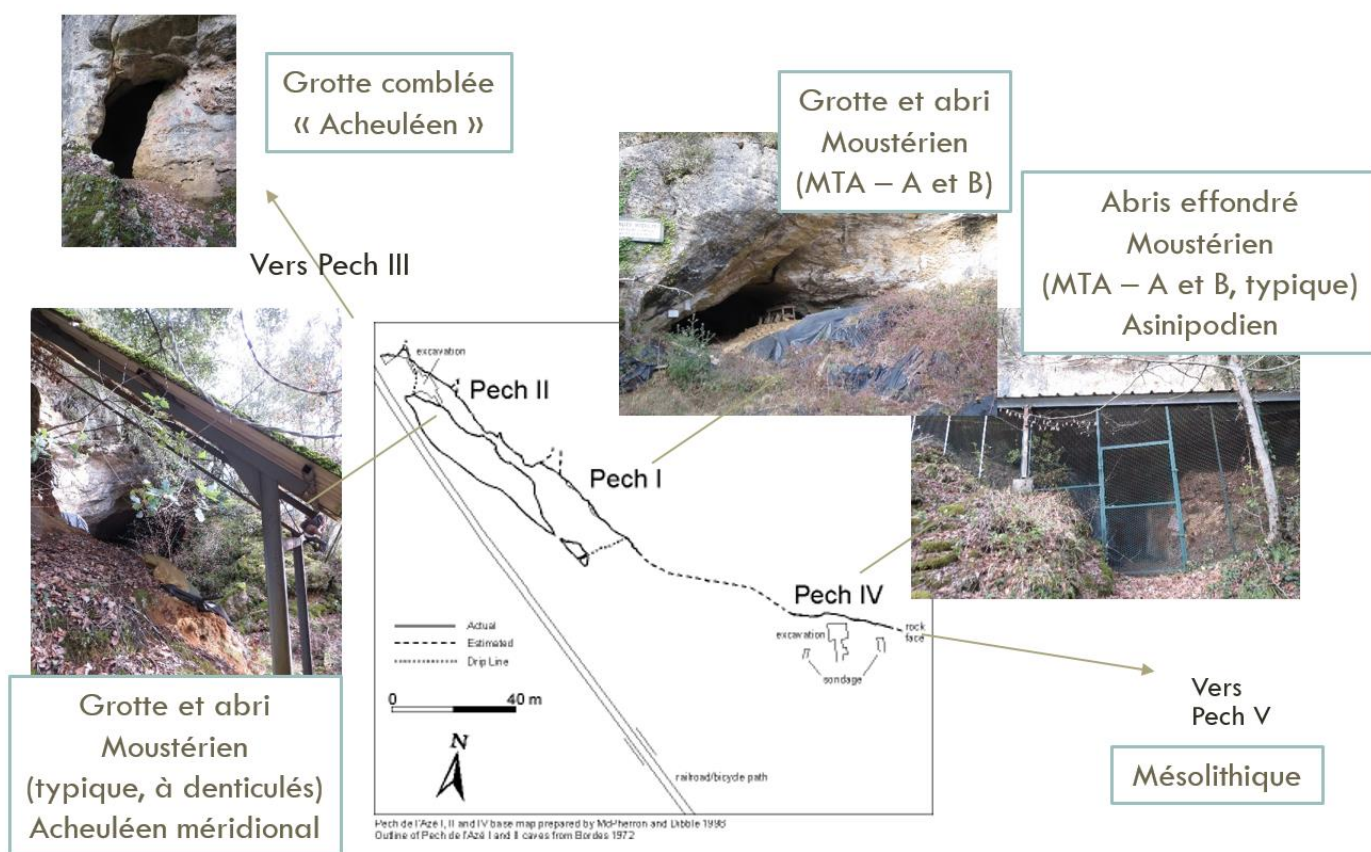 Grotte comblée
« Acheuléen »
Grotte et abri
Moustérien
(MTA – A et B)
Abris effondré
Moustérien
(MTA – A et B, typique)
Asinipodien
Vers Pech III
excavation
Pech II
Pech I
Pech IV
excavation
rock
face
sondage
Actual
Estimated
Drip Line
0 40 m
N
railroad/bicycle path
Vers
Pech V
Mésolithique
Grotte et abri
Moustérien
(typique, à denticulés)
Acheuléen méridional
Pech de l'Azé I, II and IV base map prepared by McPherron and Dibble 1998
Outline of Pech de l'Azé I and II caves from Bordes 1972